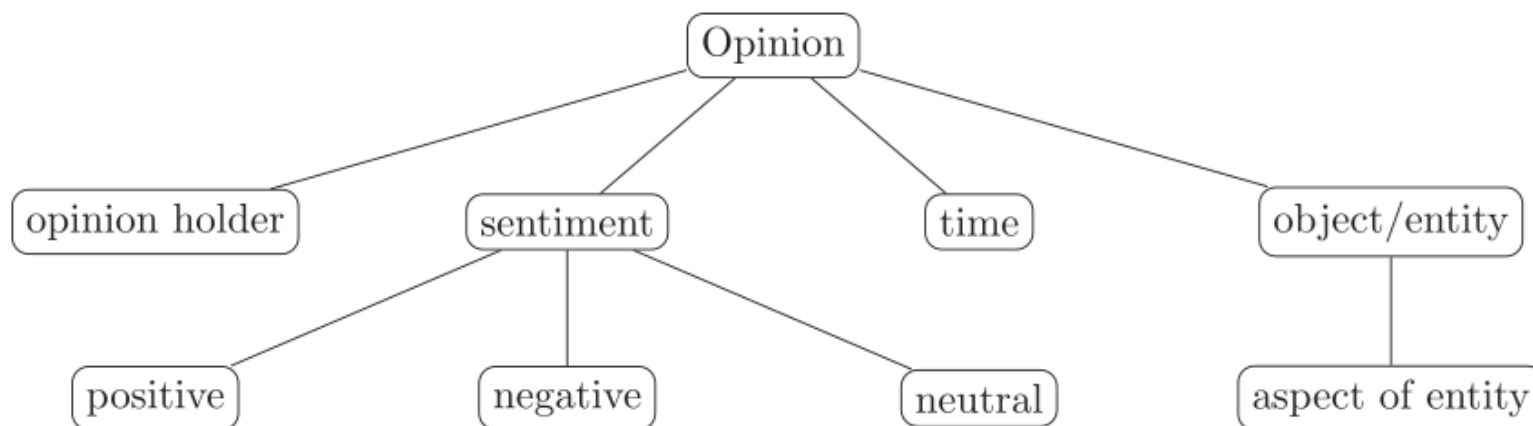 Opinion
opinion holder
sentiment
time
object/entity
positive
negative
neutral
aspect of entity